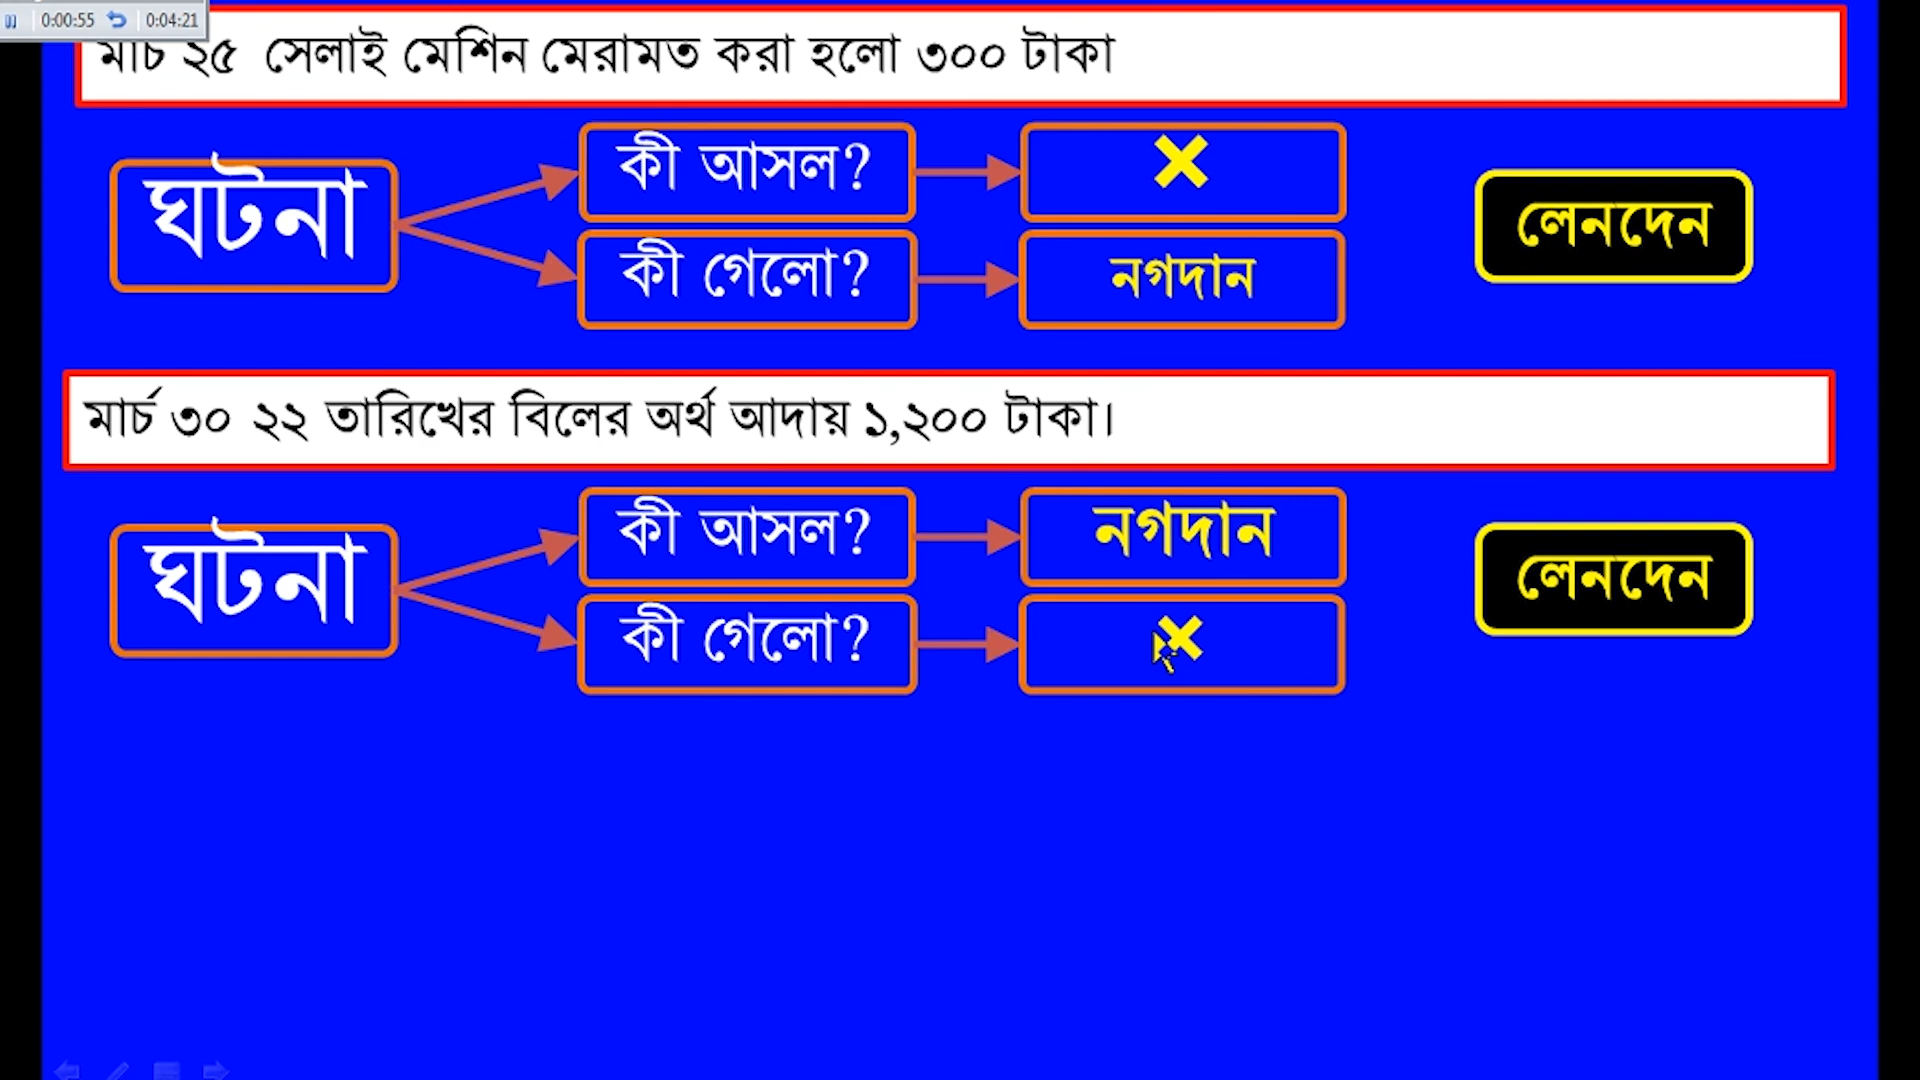 0:00:55 0:04:21
মার্চ ২৫ সেলাই মেশিন মেরামত করা হলো ৩০০ টাকা
ঘটনা
কী আসল?
কী গেলো?
নগদান
লেনদেন
মার্চ ৩০ ২২ তারিখের বিলের অর্থ আদায় ১,২০০ টাকা।
ঘটনা
কী আসল?
নগদান
কী গেলো?
লেনদেন